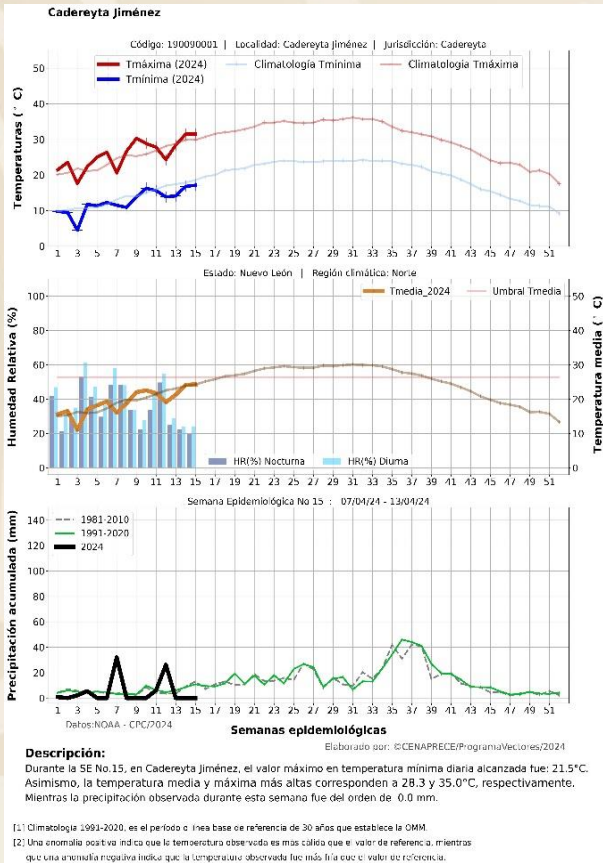 Cadereyta Jiménez
Código: 190090001 | Localidad: Cadereyta Jiménez | Jurisdicción: Cadereyta
Temperaturas (° C)
50
40
30
20
10
0
Tmáxima (2024)
Tmínima (2024)
Climatología Tmínima
Climatologia Tmáxima
1 3 5 7 9 11 13 15 17 19 21 23 25 27 29 31 33 35 37 39 41 43 45 47 49 51
Estado: Nuevo León | Región climática: Norte
Humedad Relativa (%)
100
80
60
40
20
0
Tmedia_2024
Umbral Tmedia
HR(%) Nocturna
HR(%) Diurna
50
40
30
20
10
0
Temperatura media (° C)
1 3 5 7 9 11 13 15 17 19 21 23 25 27 29 31 33 35 37 39 41 43 45 47 49 51
Semana Epidemiológica No 15 : 07/04/24 - 13/04/24
Precipitación acumulada (mm)
140
120
100
80
60
40
20
0
1981-2010
1991-2020
2024
1 3 5 7 9 11 13 15 17 19 21 23 25 27 29 31 33 35 37 39 41 43 45 47 49 51
Datos:NOAA - CPC/2024
Semanas epidemiológicas
Elaborado por: ©CENAPRECE/ProgramaVectores/2024
Descripción:
Durante la SE No.15, en Cadereyta Jiménez, el valor máximo en temperatura mínima diaria alcanzada fue: 21.5°C.
Asimismo, la temperatura media y máxima más altas corresponden a 28.3 y 35.0°C, respectivamente.
Mientras la precipitación observada durante esta semana fue del orden de 0.0 mm.
[1] Climatología 1991-2020, es el período o línea base de referencia de 30 años que establece la OMM.
[2] Una anomalía positiva indica que la temperatura observada es más cálido que el valor de referencia, mientras
que una anomalía negativa indica que la temperatura observada fue más fría que el valor de referencia.